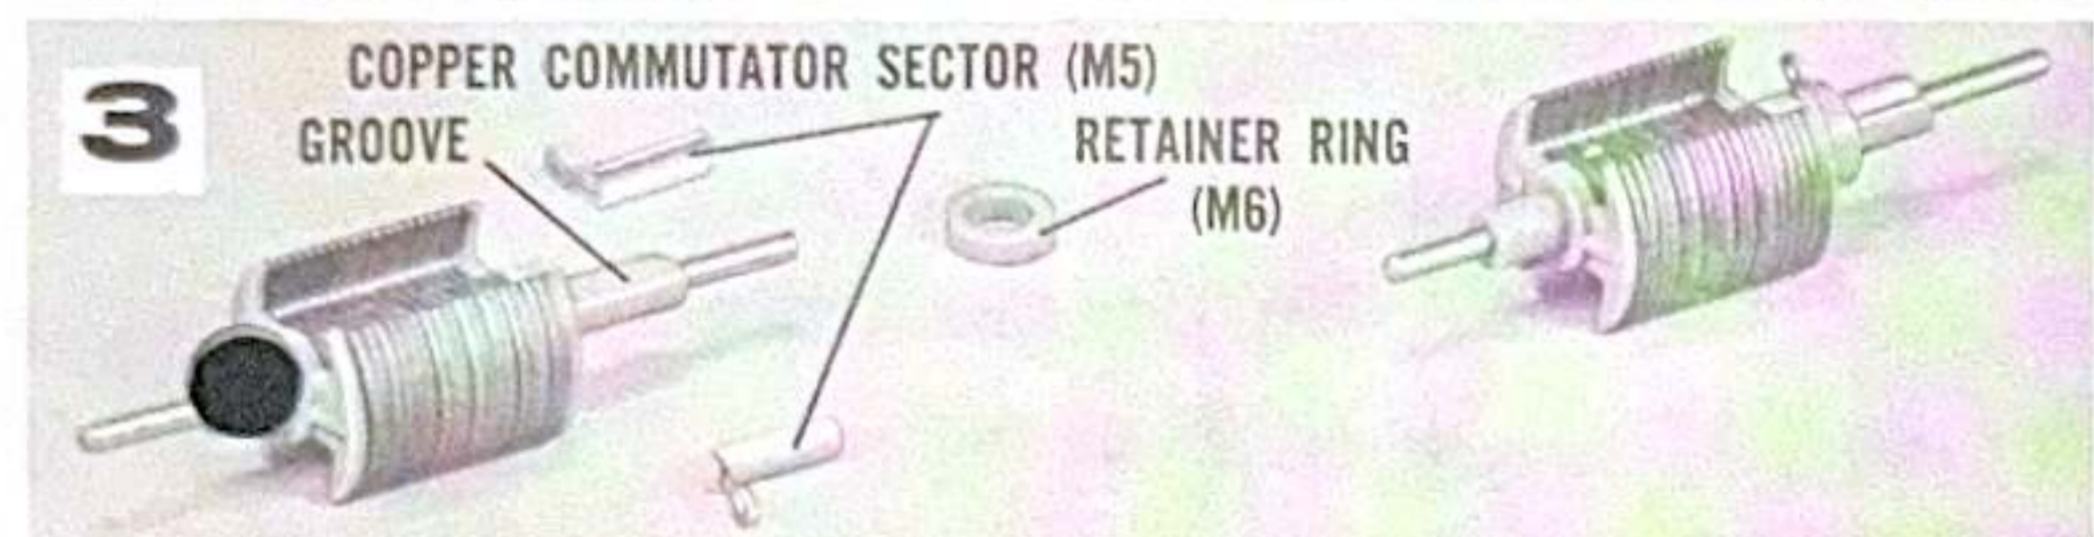 3
COPPER COMMUTATOR SECTOR (M5)
GROOVE
RETAINER RING
(M6)